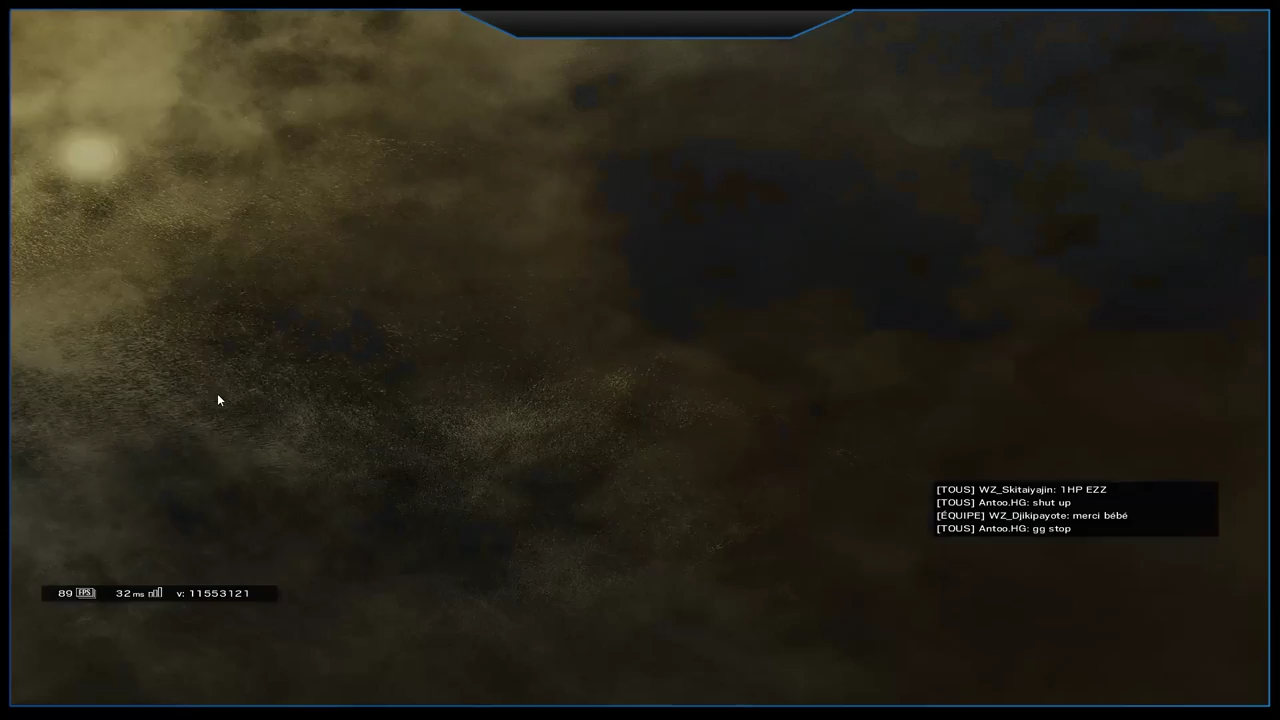 [TOUS] WZ_Skitaiyajin: 1HP EZZ
[TOUS] Antoo.HG: shut up
[ÉQUIPE] WZ_Djikipayote: merci bébé
[TOUS] Antoo.HG: gg stop
89 FPS 32 ms v: 11553121